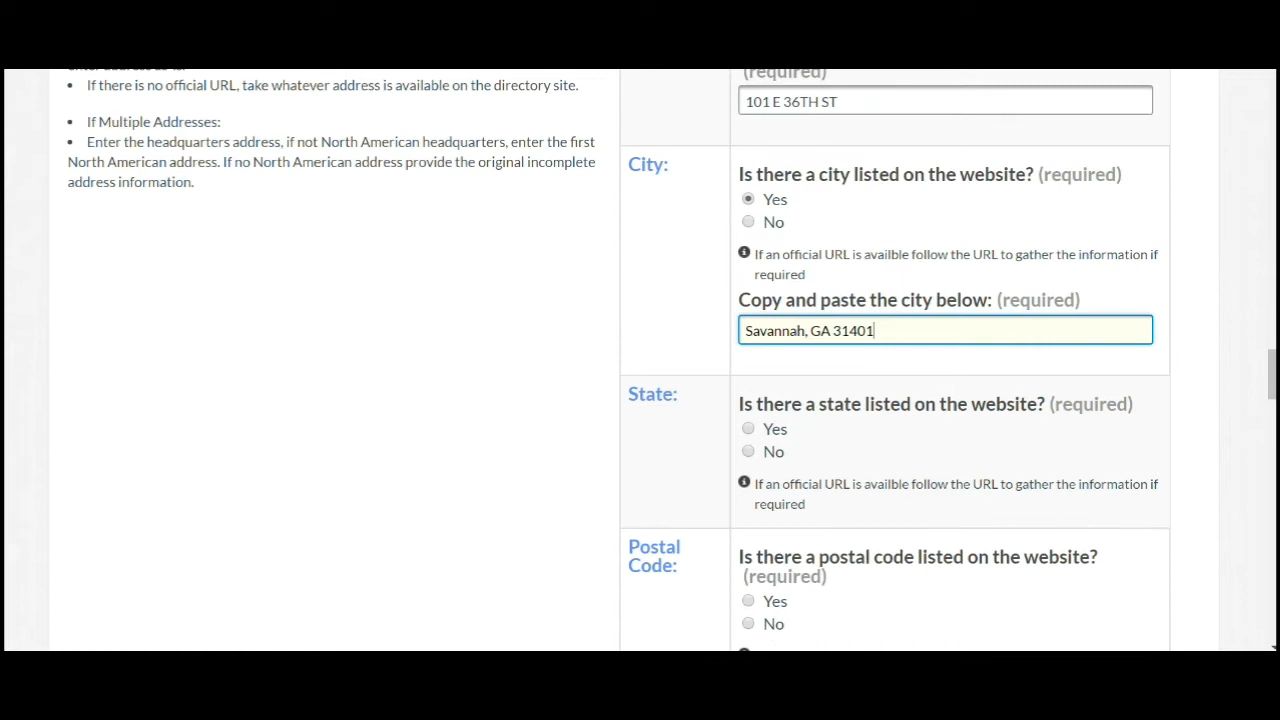 If there is no official URL, take whatever address is available on the directory site.
If Multiple Addresses:
Enter the headquarters address, if not North American headquarters, enter the first
North American address. If no North American address provide the original incomplete
address information.
(required)
101 E 36TH ST
City:
Is there a city listed on the website? (required)
Yes
No
If an official URL is availble follow the URL to gather the information if
required
Copy and paste the city below: (required)
Savannah, GA 31401
State:
Is there a state listed on the website? (required)
Yes
No
If an official URL is availble follow the URL to gather the information if
required
Postal
Code:
Is there a postal code listed on the website?
(required)
Yes
No